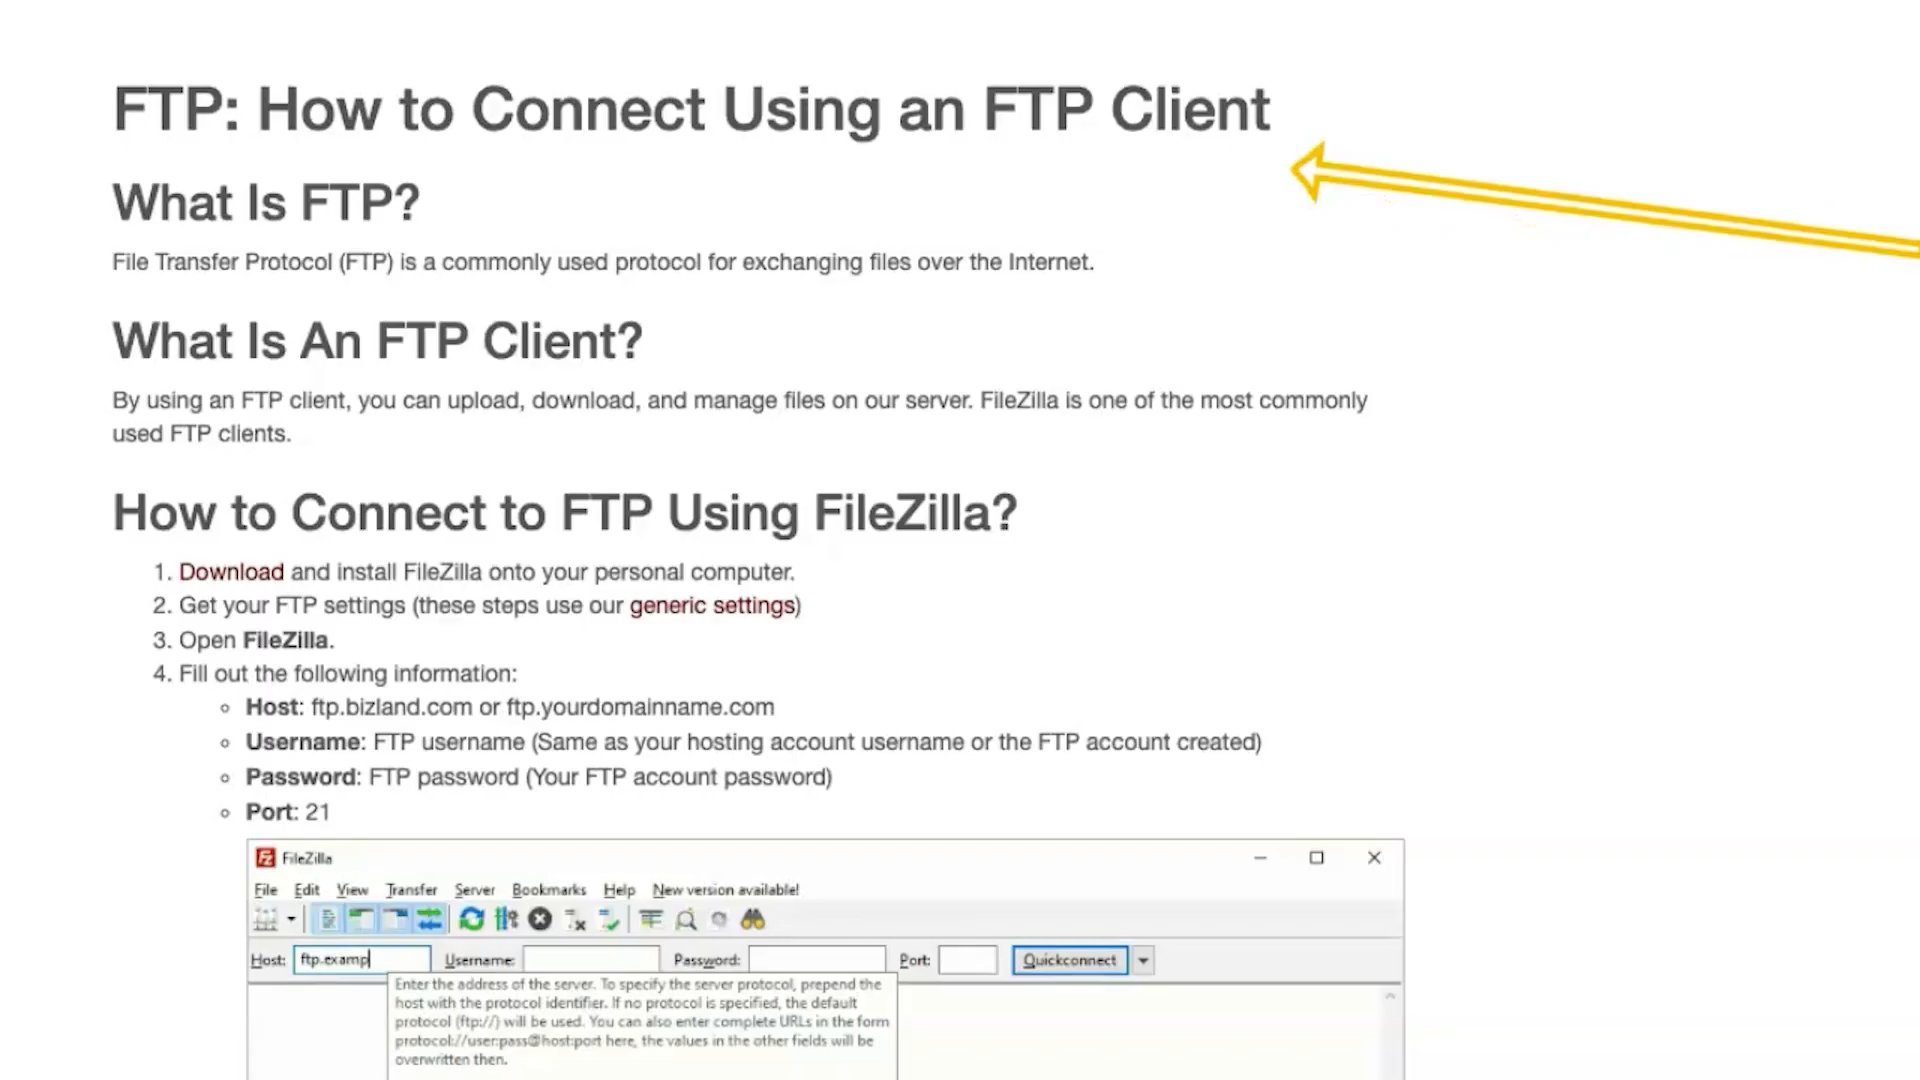 FTP: How to Connect Using an FTP Client
What Is FTP?
File Transfer Protocol (FTP) is a commonly used protocol for exchanging files over the Internet.
What Is An FTP Client?
By using an FTP client, you can upload, download, and manage files on our server. FileZilla is one of the most commonly
used FTP clients.
How to Connect to FTP Using FileZilla?
1. Download and install FileZilla onto your personal computer.
2. Get your FTP settings (these steps use our generic settings)
3. Open FileZilla.
4. Fill out the following information:
Host: ftp.bizland.com or ftp.yourdomainname.com
Username: FTP username (Same as your hosting account username or the FTP account created)
Password: FTP password (Your FTP account password)
Port: 21
FileZilla
File Edit View Transfer Server Bookmarks Help New version available!
Host: ftp.examp Username: Password: Port: Quickconnect
Enter the address of the server. To specify the server protocol, prepend the
host with the protocol identifier. If no protocol is specified, the default
protocol (ftp://) will be used. You can also enter complete URLs in the form
protocol://user:pass@host:port here, the values in the other fields will be
overwritten then.